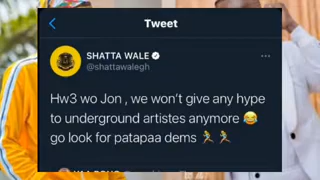 Tweet
SHATTA WALE
@shattawalegh
Hw3 wo Jon , we won't give any hype
to underground artistes anymore 😂
go look for patapaa dems 🏃‍♂️🏃‍♂️